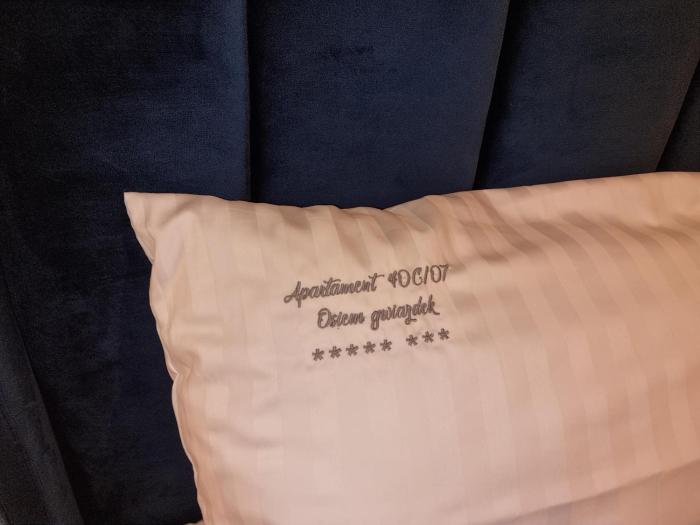 Apartament 40C/07
Osiem gwiazdek
***** ***